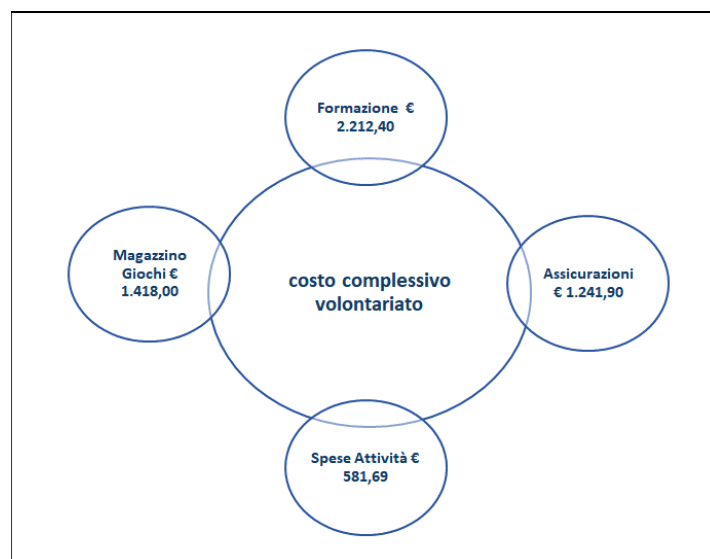 Formazione €
2.212,40
Magazzino
Giochi €
1.418,00
costo complessivo
volontariato
Assicurazioni
€ 1.241,90
Spese Attività €
581,69